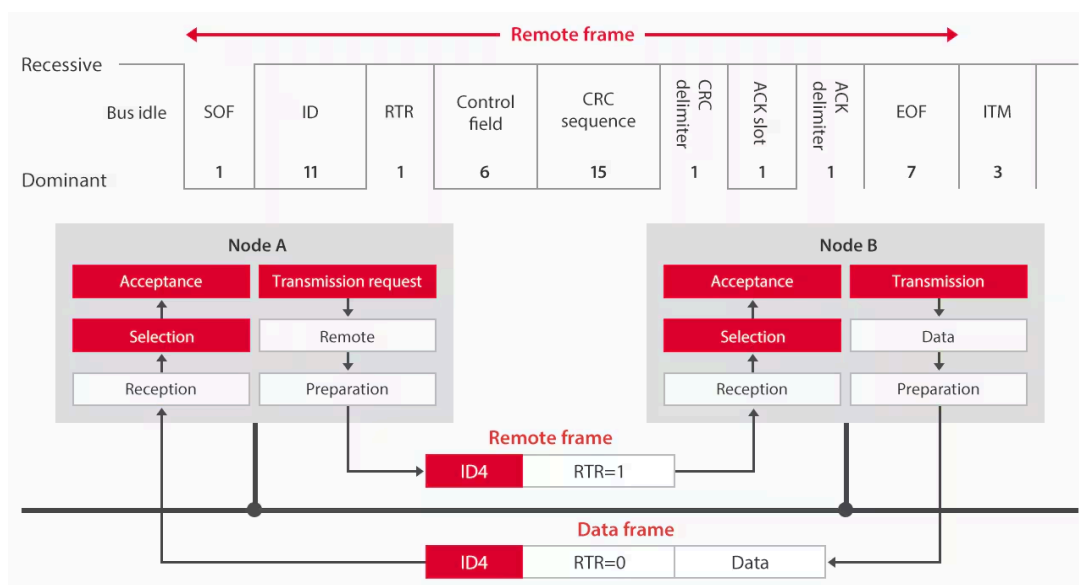 Remote frame
Recessive
Bus idle
SOF
ID
RTR
Control
field
CRC
sequence
CRC
delimiter
ACK slot
ACK
delimiter
EOF
ITM
Dominant
1
11
1
6
15
1
1
1
7
3
Node A
Acceptance
Transmission request
Selection
Remote
Reception
Preparation
Node B
Acceptance
Transmission
Selection
Data
Reception
Preparation
Remote frame
ID4
RTR=1
Data frame
ID4
RTR=0
Data